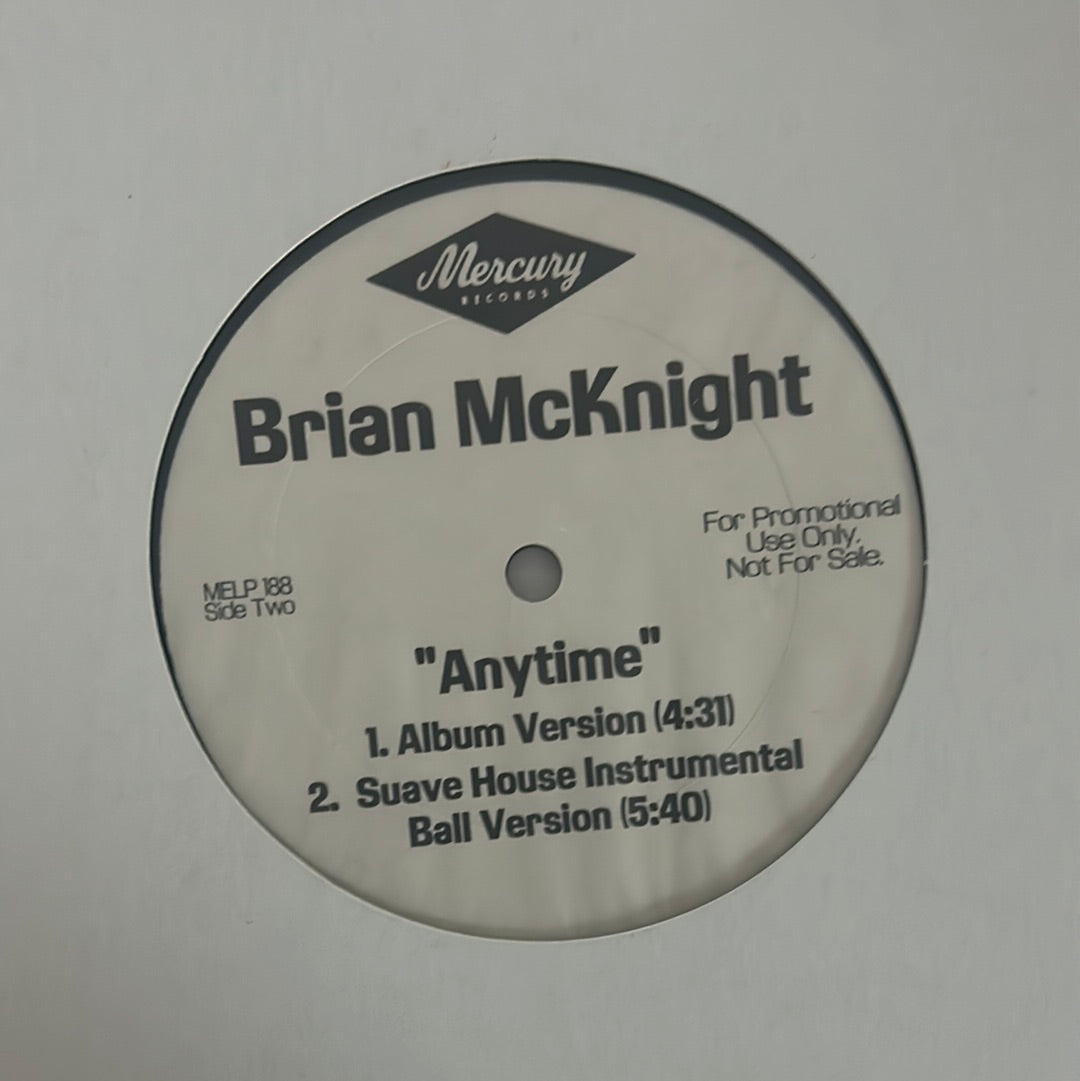 Mercury
RECORDS
Brian McKnight
For Promotional
Use Only.
Not For Sale.
MELP 188
Side Two
"Anytime"
1. Album Version (4:31)
2. Suave House Instrumental
Ball Version (5:40)